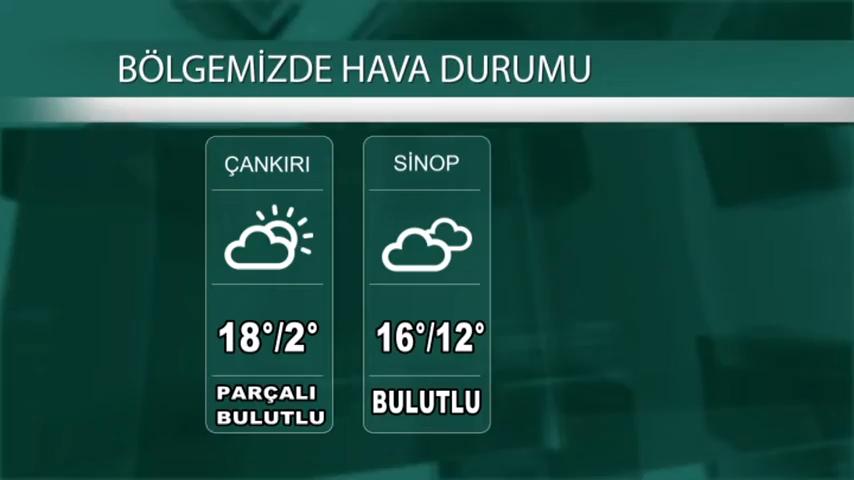 BÖLGEMİZDE HAVA DURUMU
ÇANKIRI
18°/2°
PARÇALI
BULUTLU
SİNOP
16°/12°
BULUTLU